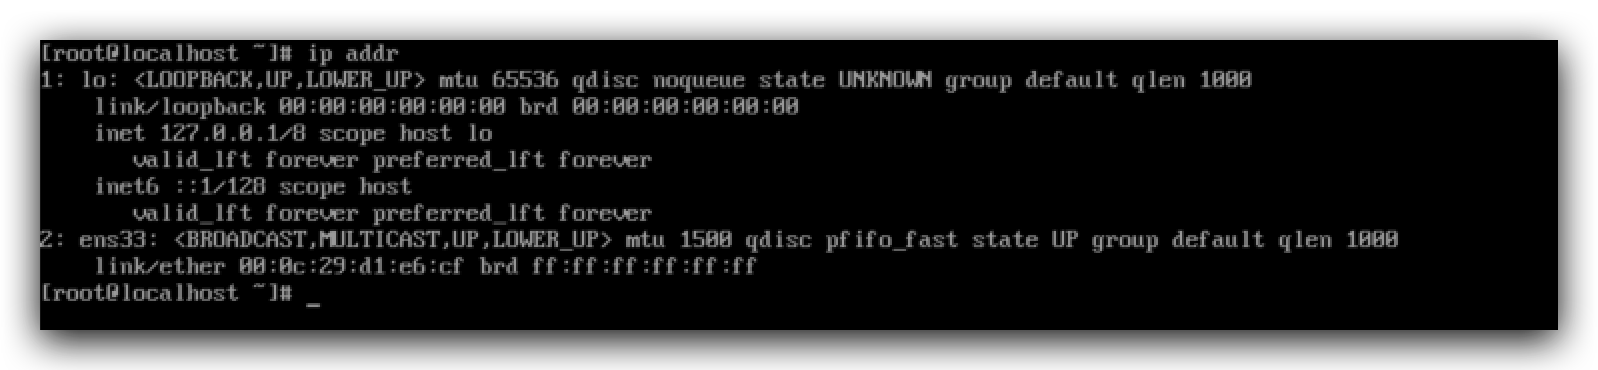 [root@localhost ~]# ip addr
1: lo: <LOOPBACK,UP,LOWER_UP> mtu 65536 qdisc noqueue state UNKNOWN group default qlen 1000
    link/loopback 00:00:00:00:00:00 brd 00:00:00:00:00:00
    inet 127.0.0.1/8 scope host lo
       valid_lft forever preferred_lft forever
    inet6 ::1/128 scope host
       valid_lft forever preferred_lft forever
2: ens33: <BROADCAST,MULTICAST,UP,LOWER_UP> mtu 1500 qdisc pfifo_fast state UP group default qlen 1000
    link/ether 00:0c:29:d1:e6:cf brd ff:ff:ff:ff:ff:ff
[root@localhost ~]# _